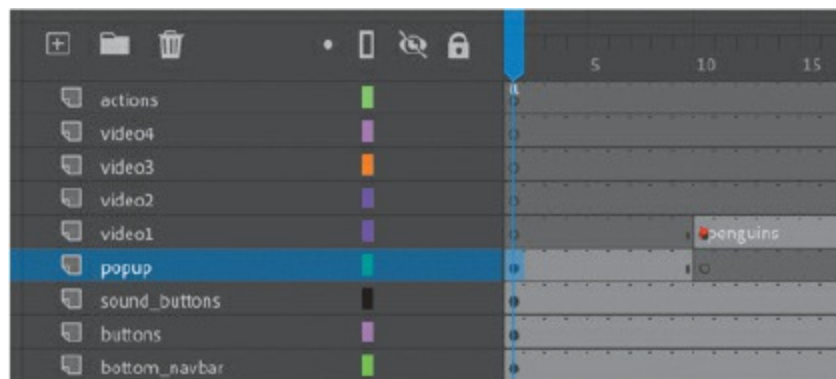 5 10 15
actions
video4
video3
video2
video1 penguins
popup
sound_buttons
buttons
bottom_navbar